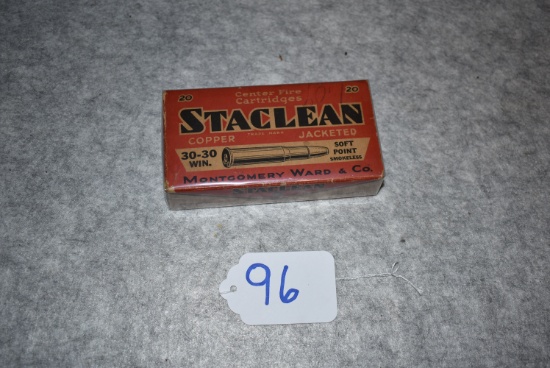 20 Center Fire 20
Cartridges
STACLEAN
TRADE MARK
COPPER JACKETED
30-30 WIN.
SOFT POINT SMOKELESS
MONTGOMERY WARD & CO.
STACLEAN
96